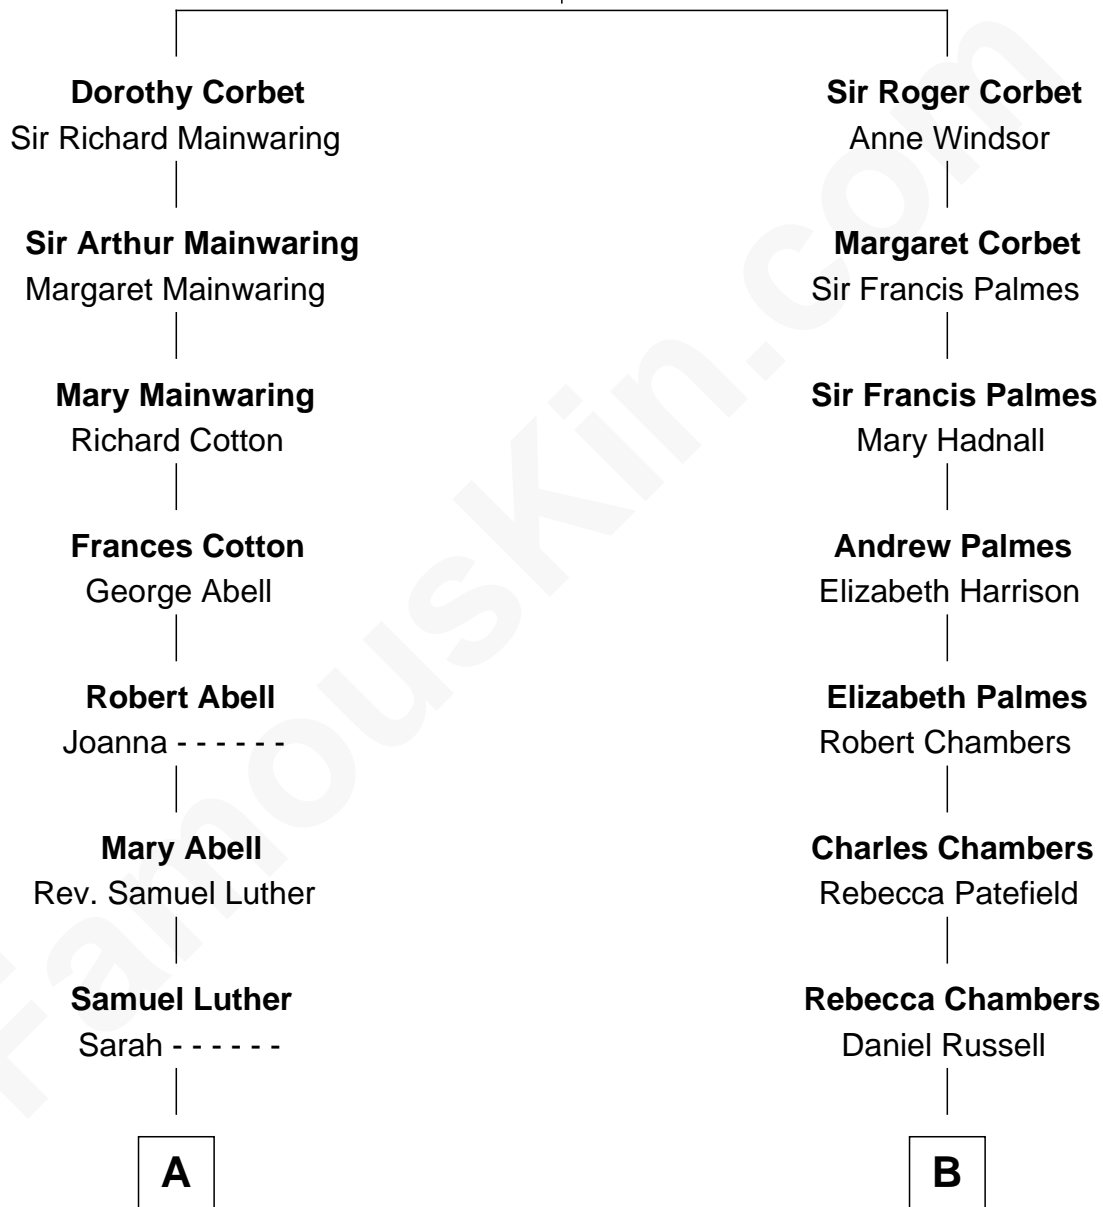 Dorothy Corbet
Sir Richard Mainwaring
Sir Arthur Mainwaring
Margaret Mainwaring
Mary Mainwaring
Richard Cotton
Frances Cotton
George Abell
Robert Abell
Joanna - - - - - -
Mary Abell
Rev. Samuel Luther
Samuel Luther
Sarah - - - - - -
A
Sir Roger Corbet
Anne Windsor
Margaret Corbet
Sir Francis Palmes
Sir Francis Palmes
Mary Hadnall
Andrew Palmes
Elizabeth Harrison
Elizabeth Palmes
Robert Chambers
Charles Chambers
Rebecca Patefield
Rebecca Chambers
Daniel Russell
B
FamousKin.com